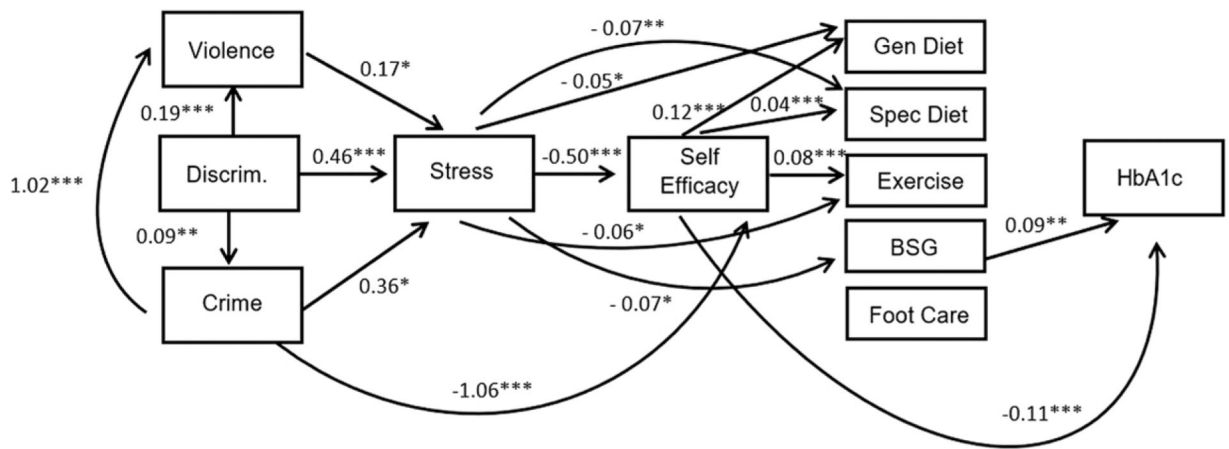 Violence
Discrim.
Crime
Stress
Self
Efficacy
Gen Diet
Spec Diet
Exercise
BSG
Foot Care
HbA1c
1.02***
0.19***
0.09**
0.17*
0.46***
0.36*
-0.50***
-1.06***
- 0.07**
- 0.05*
0.12***
0.04***
0.08***
- 0.06*
- 0.07*
0.09**
-0.11***